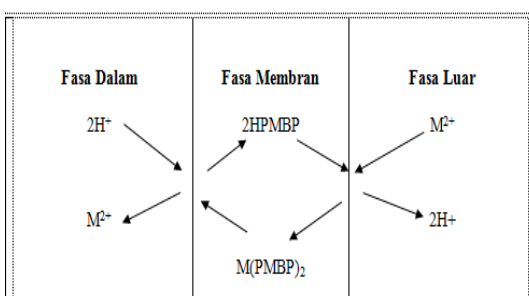 Fasa Dalam Fasa Membran Fasa Luar
2H⁺ 2HPMBP M²⁺
M²⁺ 2H+
M(PMBP)₂